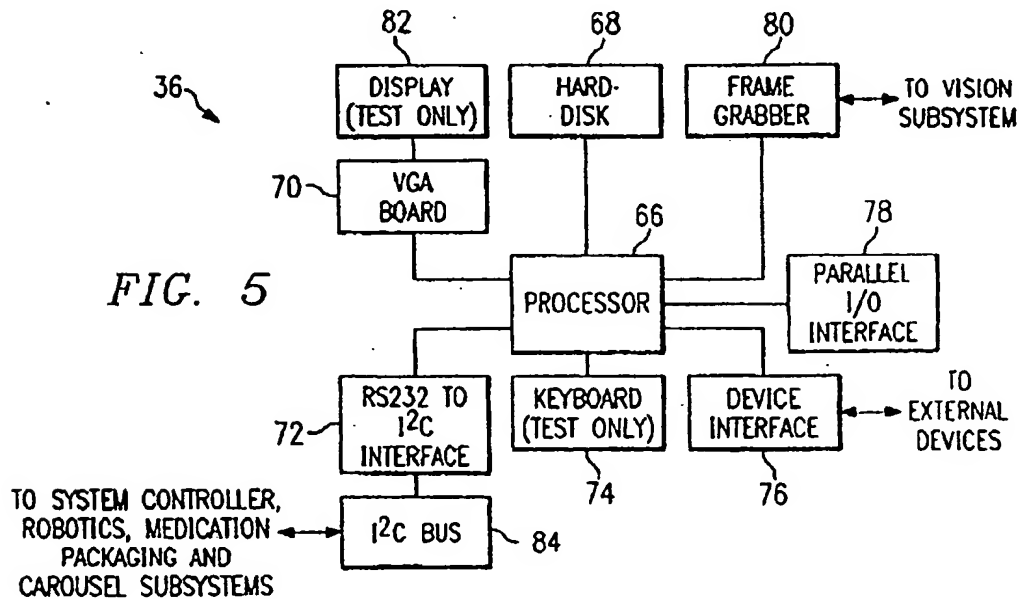 82
68
80
36
DISPLAY
(TEST ONLY)
HARD-
DISK
FRAME
GRABBER
TO VISION
SUBSYSTEM
70
VGA
BOARD
66
78
FIG. 5
PROCESSOR
PARALLEL
I/O
INTERFACE
72
RS232 TO
I²C
INTERFACE
KEYBOARD
(TEST ONLY)
DEVICE
INTERFACE
TO
EXTERNAL
DEVICES
74
76
TO SYSTEM CONTROLLER,
ROBOTICS, MEDICATION
PACKAGING AND
CAROUSEL SUBSYSTEMS
I²C BUS
84